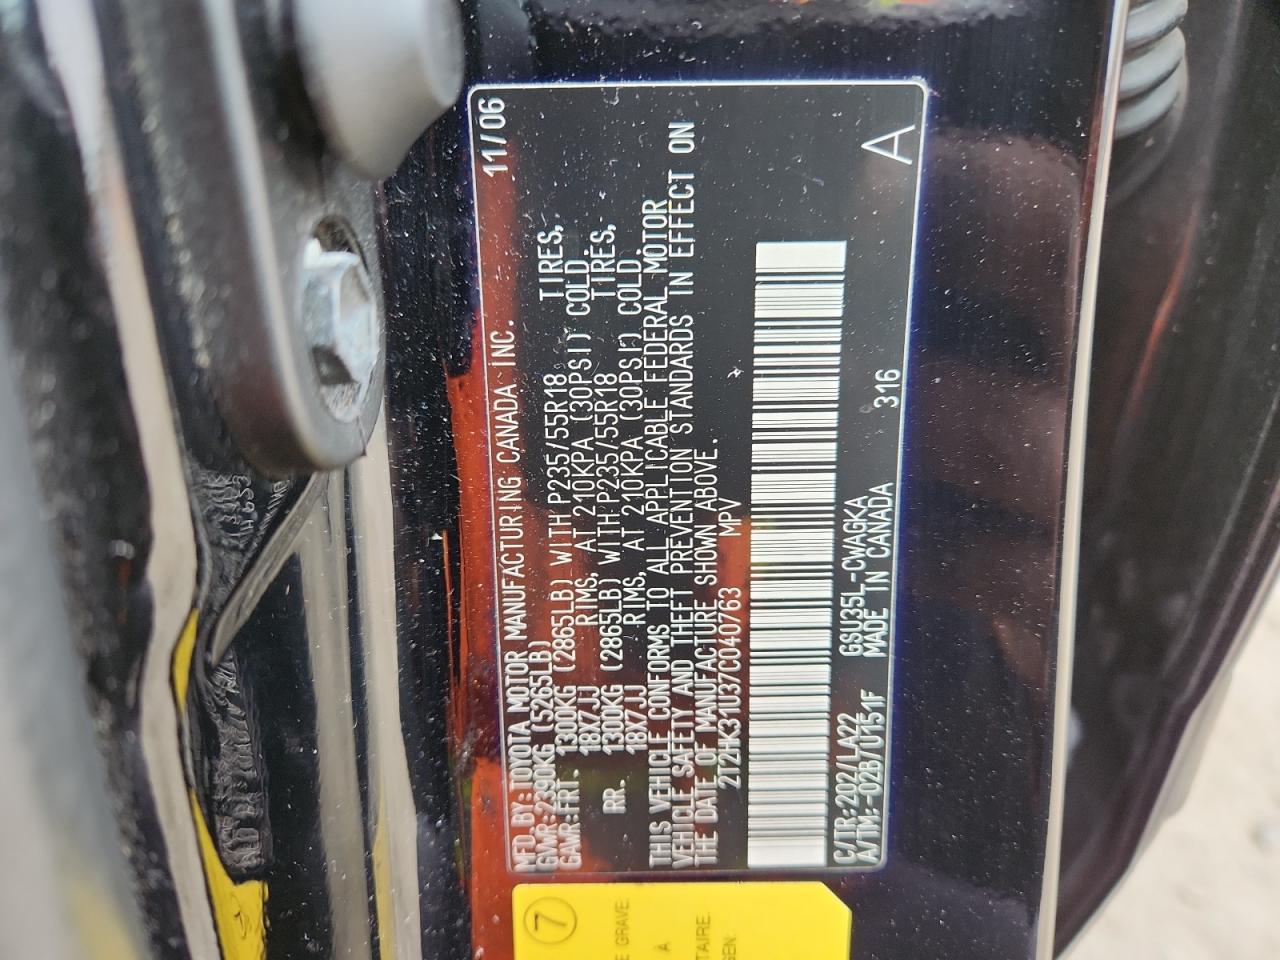 MFD. BY: TOYOTA MOTOR MANUFACTURING CANADA INC. 11/06
GVWR: 2390KG (5265LB)
GAWR: FRT. 1300KG (2865LB) WITH P235/55R18 TIRES,
18X7JJ RIMS, AT 210KPA (30PSI) COLD.
RR. 1300KG (2865LB) WITH P235/55R18 TIRES,
18X7JJ RIMS, AT 210KPA (30PSI) COLD.
THIS VEHICLE CONFORMS TO ALL APPLICABLE FEDERAL MOTOR
VEHICLE SAFETY AND THEFT PREVENTION STANDARDS IN EFFECT ON
THE DATE OF MANUFACTURE SHOWN ABOVE.
2T2HK31U37C040763 MPV
C/TR: 202/LA22 GSU35L-CWAGKA 316
A/TM: -02B/U151F MADE IN CANADA
A
7
E GRAVE
À
TAIRE.
GEN.